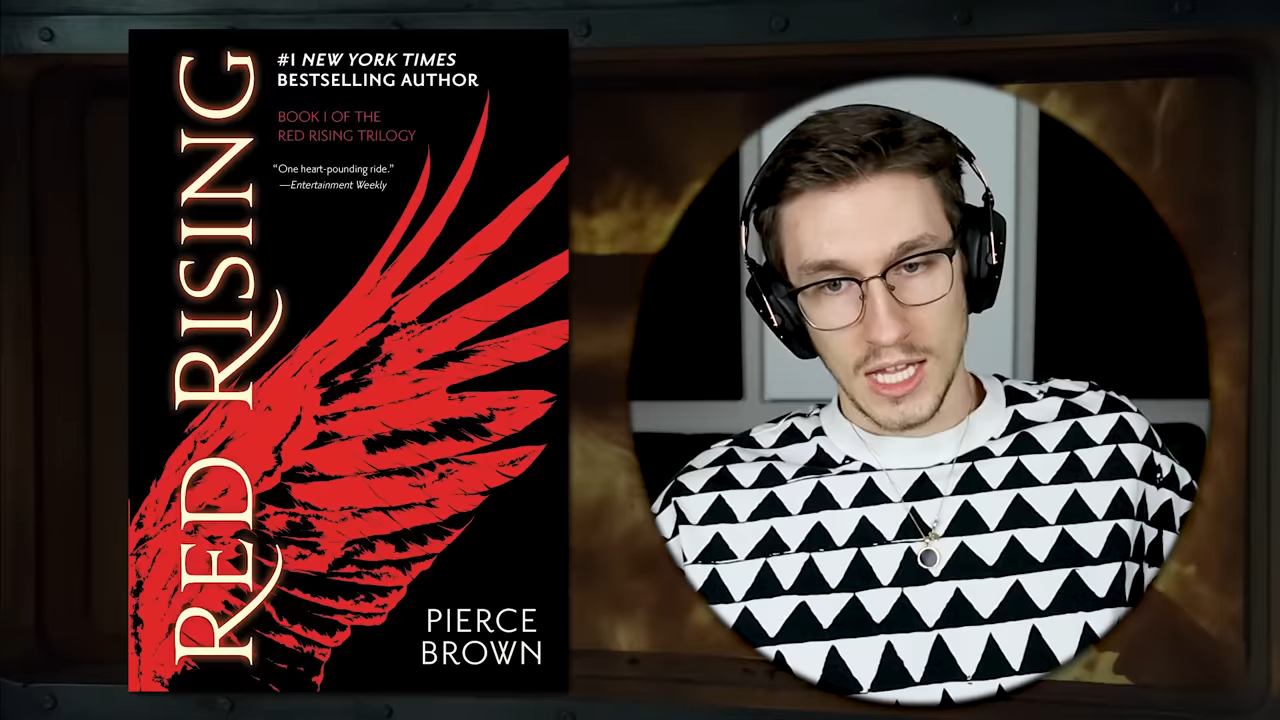 RED RISING
#1 NEW YORK TIMES
BESTSELLING AUTHOR
BOOK I OF THE
RED RISING TRILOGY
“One heart-pounding ride.”
—Entertainment Weekly
PIERCE
BROWN